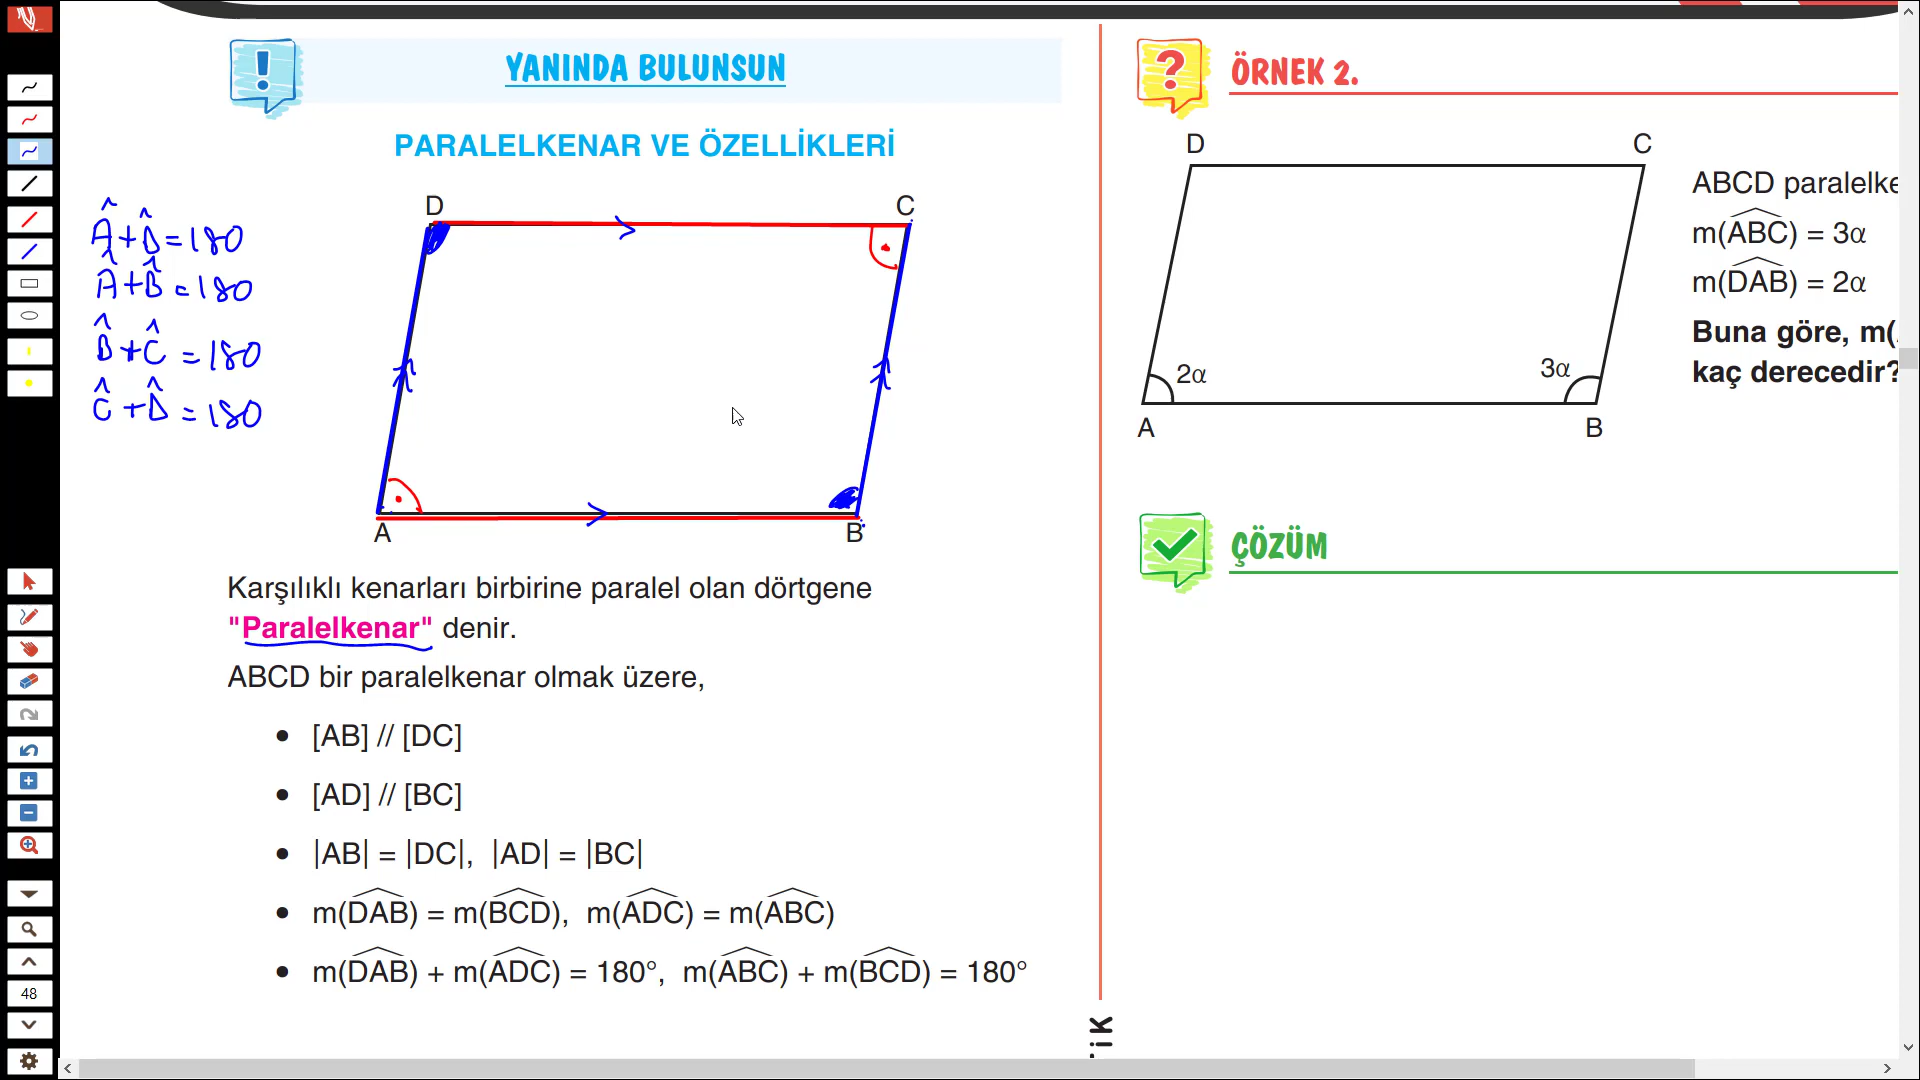 YANINDA BULUNSUN
PARALELKENAR VE ÖZELLİKLERİ
Â + D̂ = 180
Â + B̂ = 180
B̂ + Ĉ = 180
Ĉ + D̂ = 180
D
C
A
B
Karşılıklı kenarları birbirine paralel olan dörtgene
"Paralelkenar" denir.
ABCD bir paralelkenar olmak üzere,
• [AB] // [DC]
• [AD] // [BC]
• |AB| = |DC|, |AD| = |BC|
• m(DAB) = m(BCD), m(ADC) = m(ABC)
• m(DAB) + m(ADC) = 180°, m(ABC) + m(BCD) = 180°
ÖRNEK 2.
D
C
2α
3α
A
B
ABCD paralelke
m(ABC) = 3α
m(DAB) = 2α
Buna göre, m(
kaç derecedir?
ÇÖZÜM
48